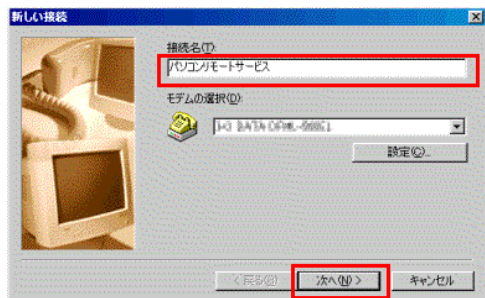 新しい接続
接続名(T):
パソコンリモートサービス
モデムの選択(D):
設定(C)...
< 戻る(B)
次へ(N) >
キャンセル